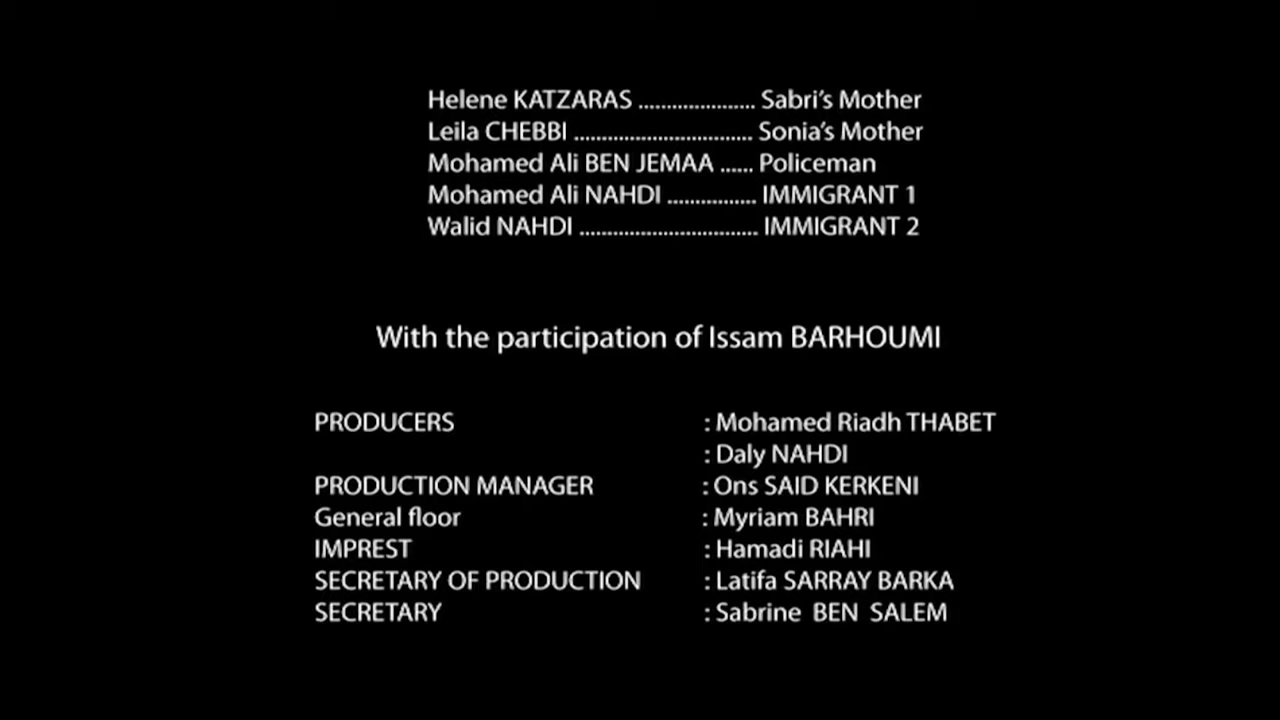 Helene KATZARAS ..................... Sabri's Mother
Leila CHEBBI ................................ Sonia's Mother
Mohamed Ali BEN JEMAA ...... Policeman
Mohamed Ali NAHDI ................ IMMIGRANT 1
Walid NAHDI ................................ IMMIGRANT 2
With the participation of Issam BARHOUMI
PRODUCERS : Mohamed Riadh THABET
: Daly NAHDI
PRODUCTION MANAGER : Ons SAID KERKENI
General floor : Myriam BAHRI
IMPREST : Hamadi RIAHI
SECRETARY OF PRODUCTION : Latifa SARRAY BARKA
SECRETARY : Sabrine BEN SALEM